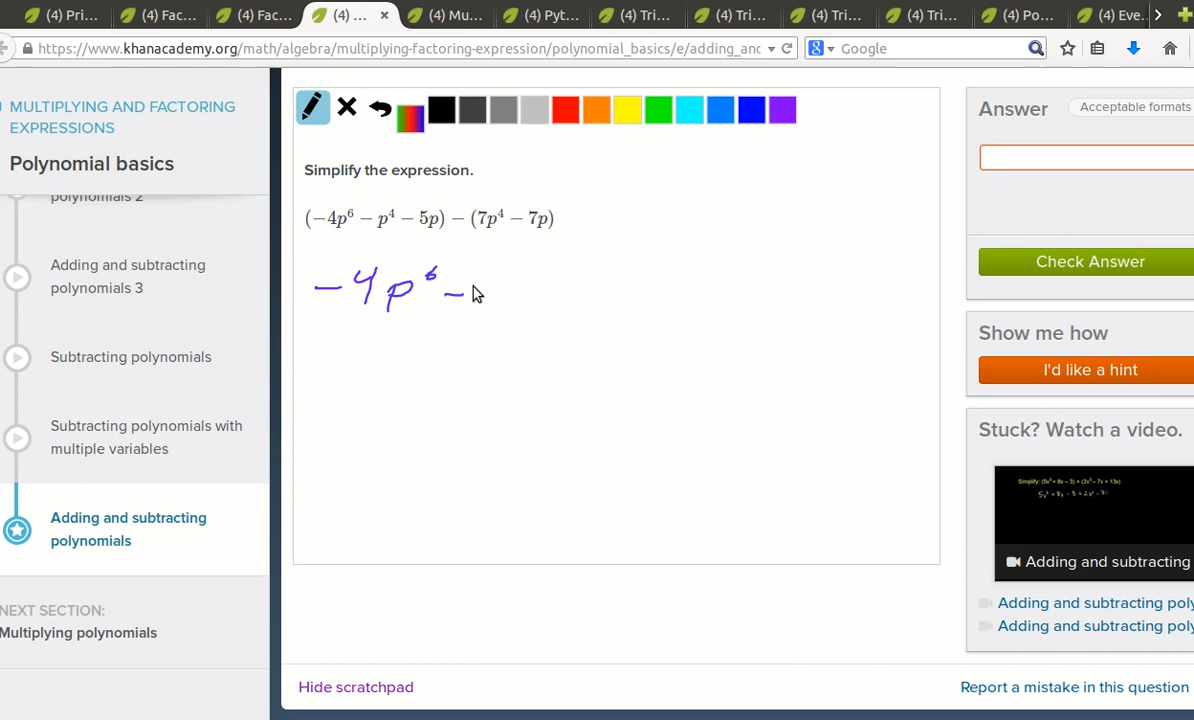 (4) Pri...
(4) Fac...
(4) Fac...
(4) ...
(4) Mu...
(4) Pyt...
(4) Tri...
(4) Tri...
(4) Tri...
(4) Tri...
(4) Po...
(4) Eve...
https://www.khanacademy.org/math/algebra/multiplying-factoring-expression/polynomial_basics/e/adding_and
Google
MULTIPLYING AND FACTORING
EXPRESSIONS
Polynomial basics
polynomials 2
Adding and subtracting
polynomials 3
Subtracting polynomials
Subtracting polynomials with
multiple variables
Adding and subtracting
polynomials
NEXT SECTION:
Multiplying polynomials
Simplify the expression.
(−4p⁶ − p⁴ − 5p) − (7p⁴ − 7p)
−4p⁶ −
Hide scratchpad
Report a mistake in this question
Answer
Acceptable formats
Check Answer
Show me how
I'd like a hint
Stuck? Watch a video.
Adding and subtracting
Adding and subtracting poly
Adding and subtracting poly